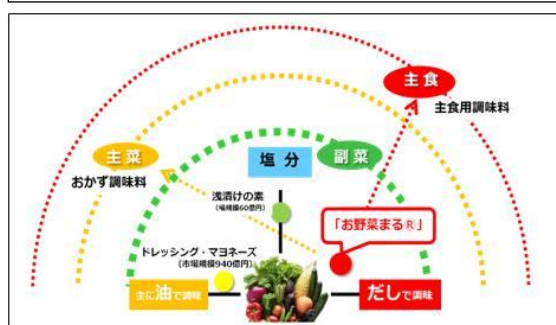 主食
主食用調味料
主菜
おかず調味料
塩 分
副菜
浅漬けの素
(市場規模60億円)
「お野菜まる®」
ドレッシング・マヨネーズ
(市場規模940億円)
主に油で調味
だしで調味